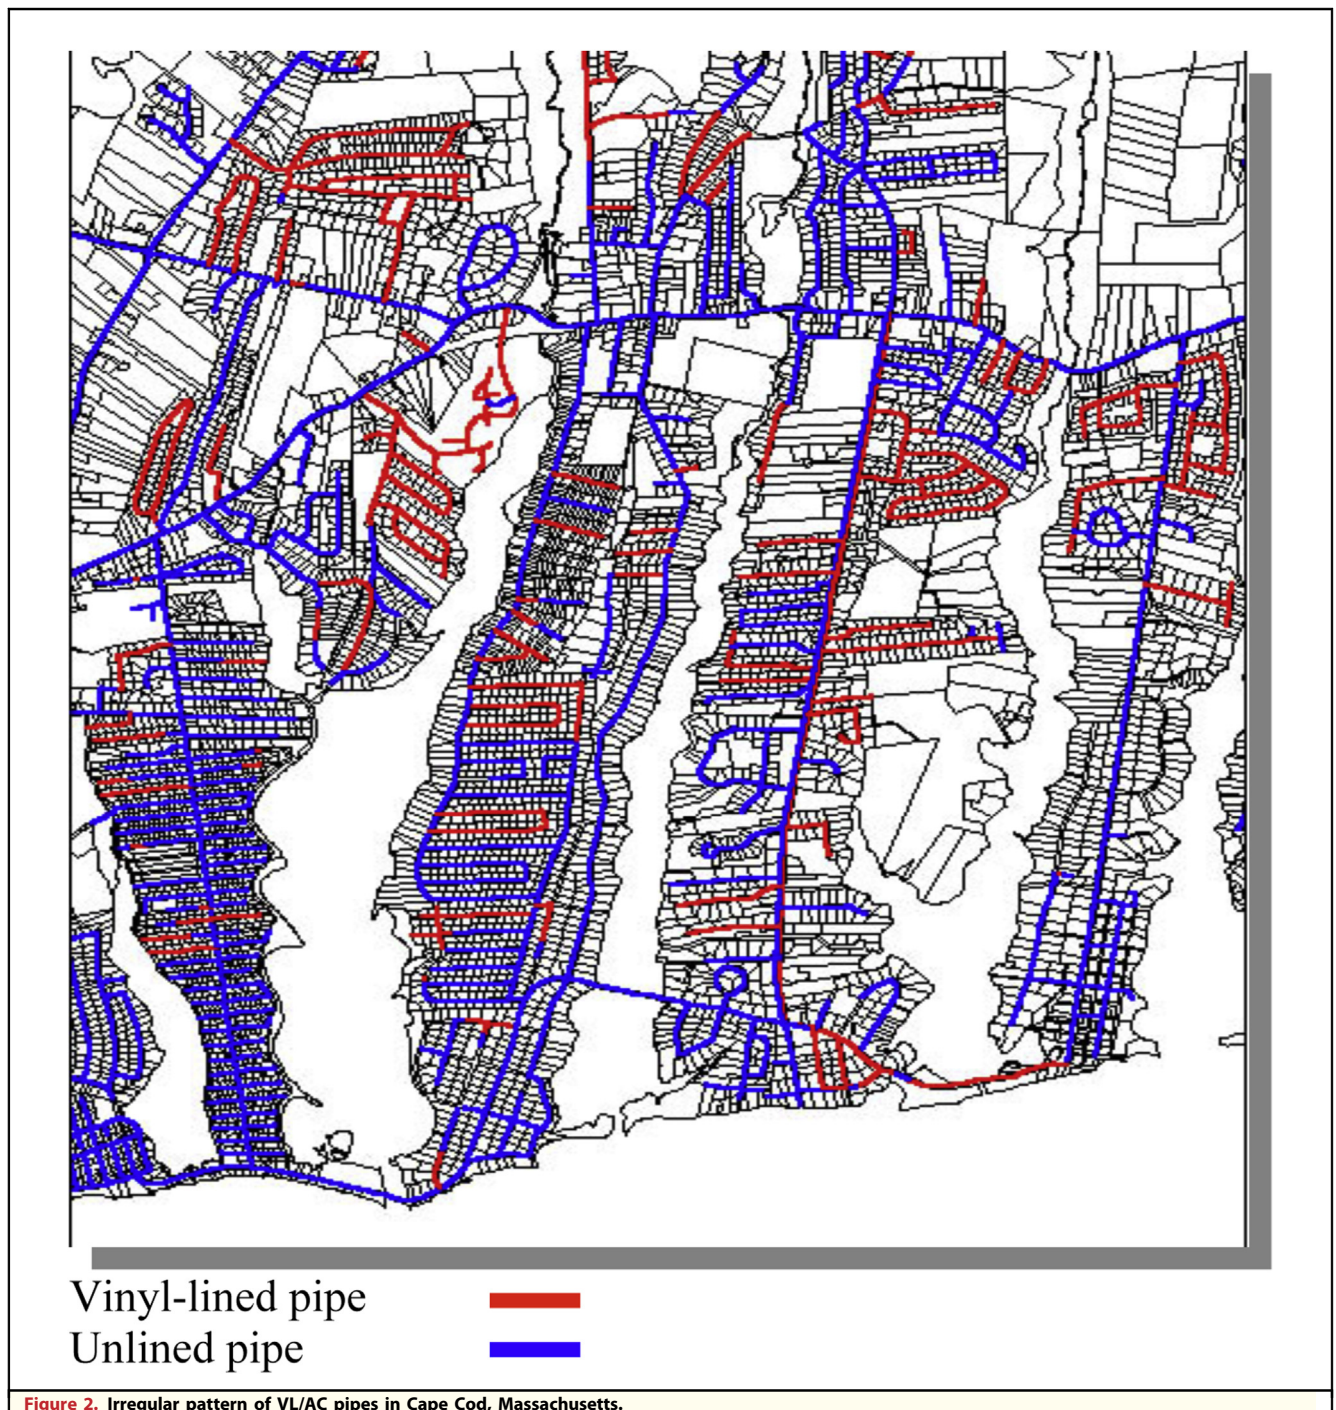 Vinyl-lined pipe
Unlined pipe
Figure 2. Irregular pattern of VL/AC pipes in Cape Cod, Massachusetts.